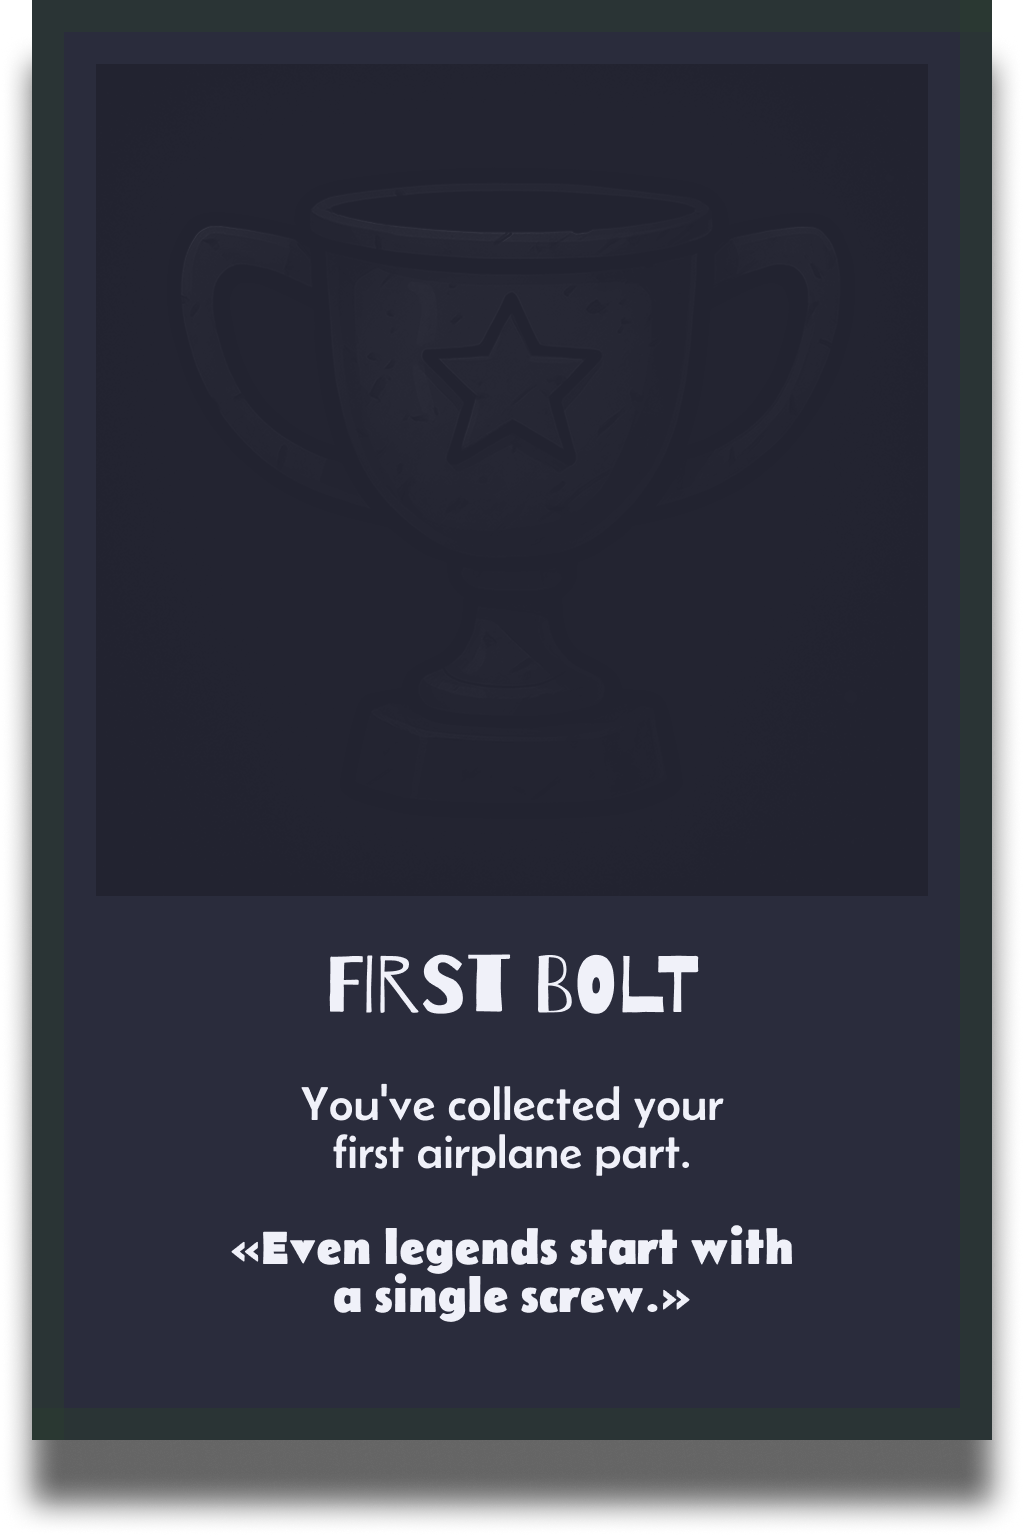 FIRST BOLT
You've collected your
first airplane part.
«Even legends start with
a single screw.»